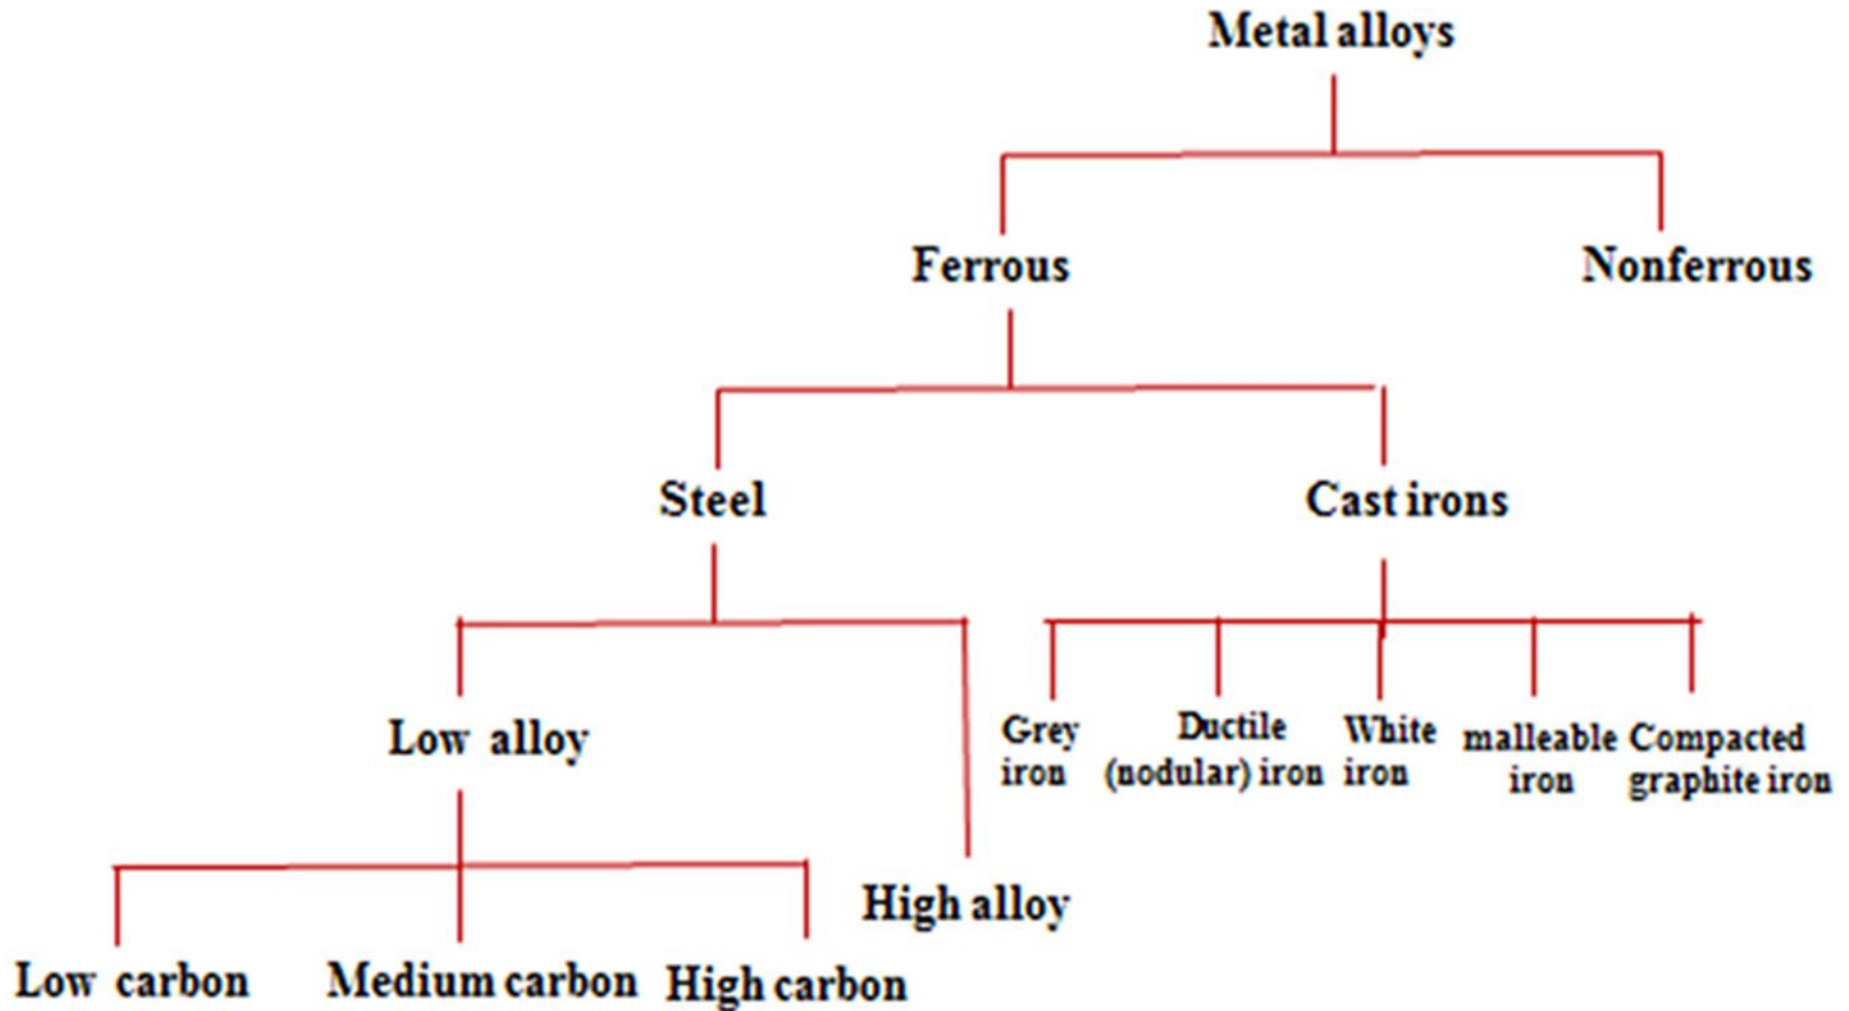 Metal alloys
Ferrous
Nonferrous
Steel
Cast irons
Low alloy
Grey
iron
Ductile
(nodular) iron
White
iron
malleable
iron
Compacted
graphite iron
High alloy
Low carbon
Medium carbon
High carbon